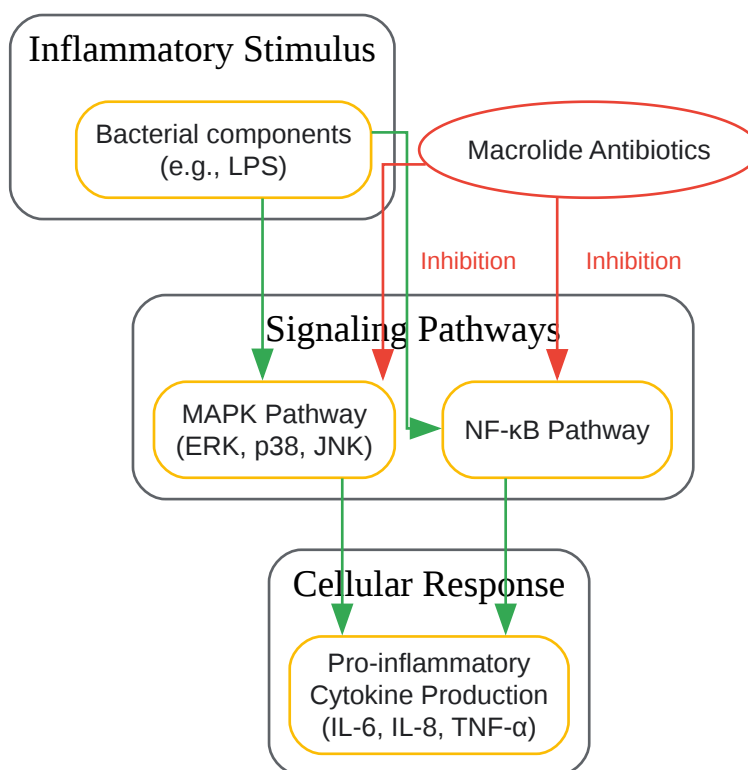 Inflammatory Stimulus
Bacterial components
(e.g., LPS)
Macrolide Antibiotics
Inhibition
Inhibition
Signaling Pathways
MAPK Pathway
(ERK, p38, JNK)
NF-κB Pathway
Cellular Response
Pro-inflammatory
Cytokine Production
(IL-6, IL-8, TNF-α)